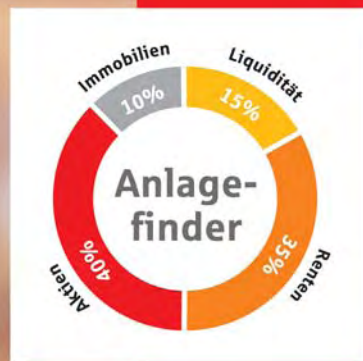 Immobilien
10%
Liquidität
15%
Anlage-
finder
Aktien
40%
Renten
35%